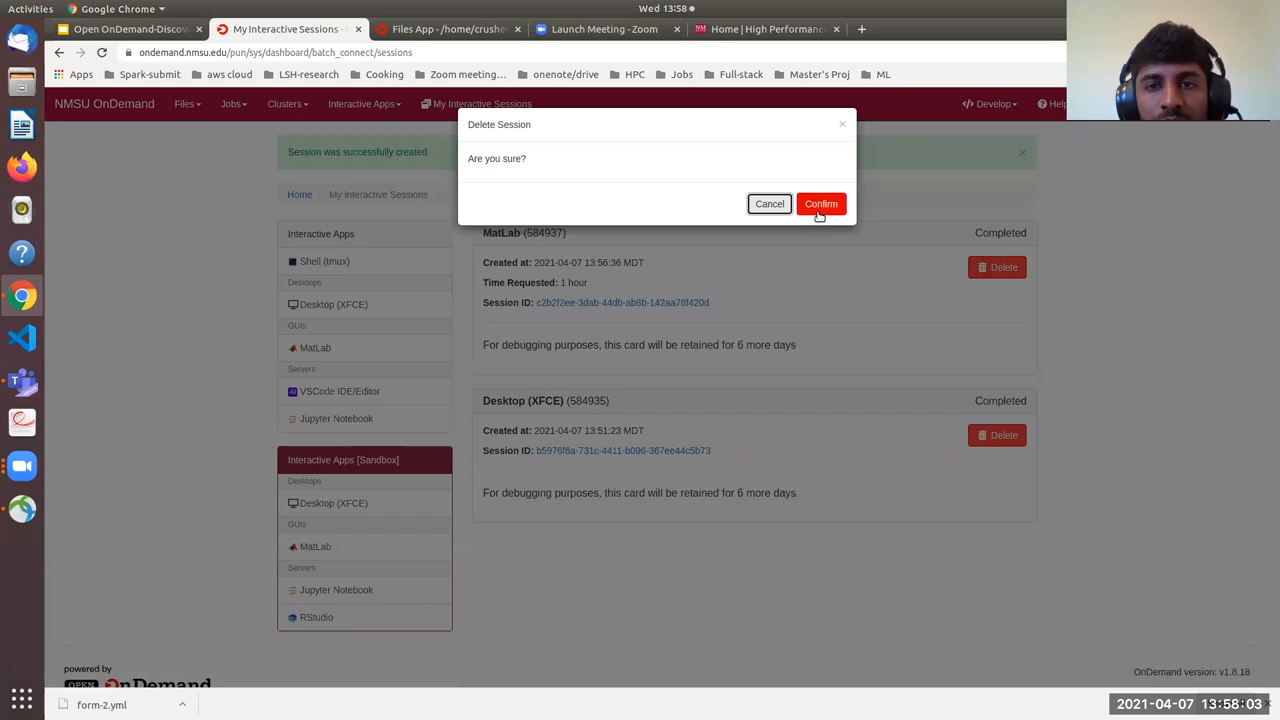 Activities
Google Chrome
Wed 13:58
Open OnDemand-Discov
My Interactive Sessions -
Files App - /home/crushe
Launch Meeting - Zoom
Home | High Performanc
ondemand.nmsu.edu/pun/sys/dashboard/batch_connect/sessions
Apps
Spark-submit
aws cloud
LSH-research
Cooking
Zoom meeting…
onenote/drive
HPC
Jobs
Full-stack
Master's Proj
ML
NMSU OnDemand
Files
Jobs
Clusters
Interactive Apps
My Interactive Sessions
Develop
Help
Delete Session
Are you sure?
Cancel
Confirm
Session was successfully created
Home
My Interactive Sessions
Interactive Apps
Shell (tmux)
Desktops
Desktop (XFCE)
GUIs
MatLab
Servers
VSCode IDE/Editor
Jupyter Notebook
Interactive Apps [Sandbox]
Desktops
Desktop (XFCE)
GUIs
MatLab
Servers
Jupyter Notebook
RStudio
MatLab (584937)
Completed
Created at: 2021-04-07 13:56:36 MDT
Delete
Time Requested: 1 hour
Session ID: c2b2f2ee-3dab-44db-ab8b-142aa78f420d
For debugging purposes, this card will be retained for 6 more days
Desktop (XFCE) (584935)
Completed
Created at: 2021-04-07 13:51:23 MDT
Delete
Session ID: b5976f6a-731c-4411-b096-367ee44c5b73
For debugging purposes, this card will be retained for 6 more days
powered by
OPEN OnDemand
OnDemand version: v1.8.18
form-2.yml
2021-04-07 13:58:03